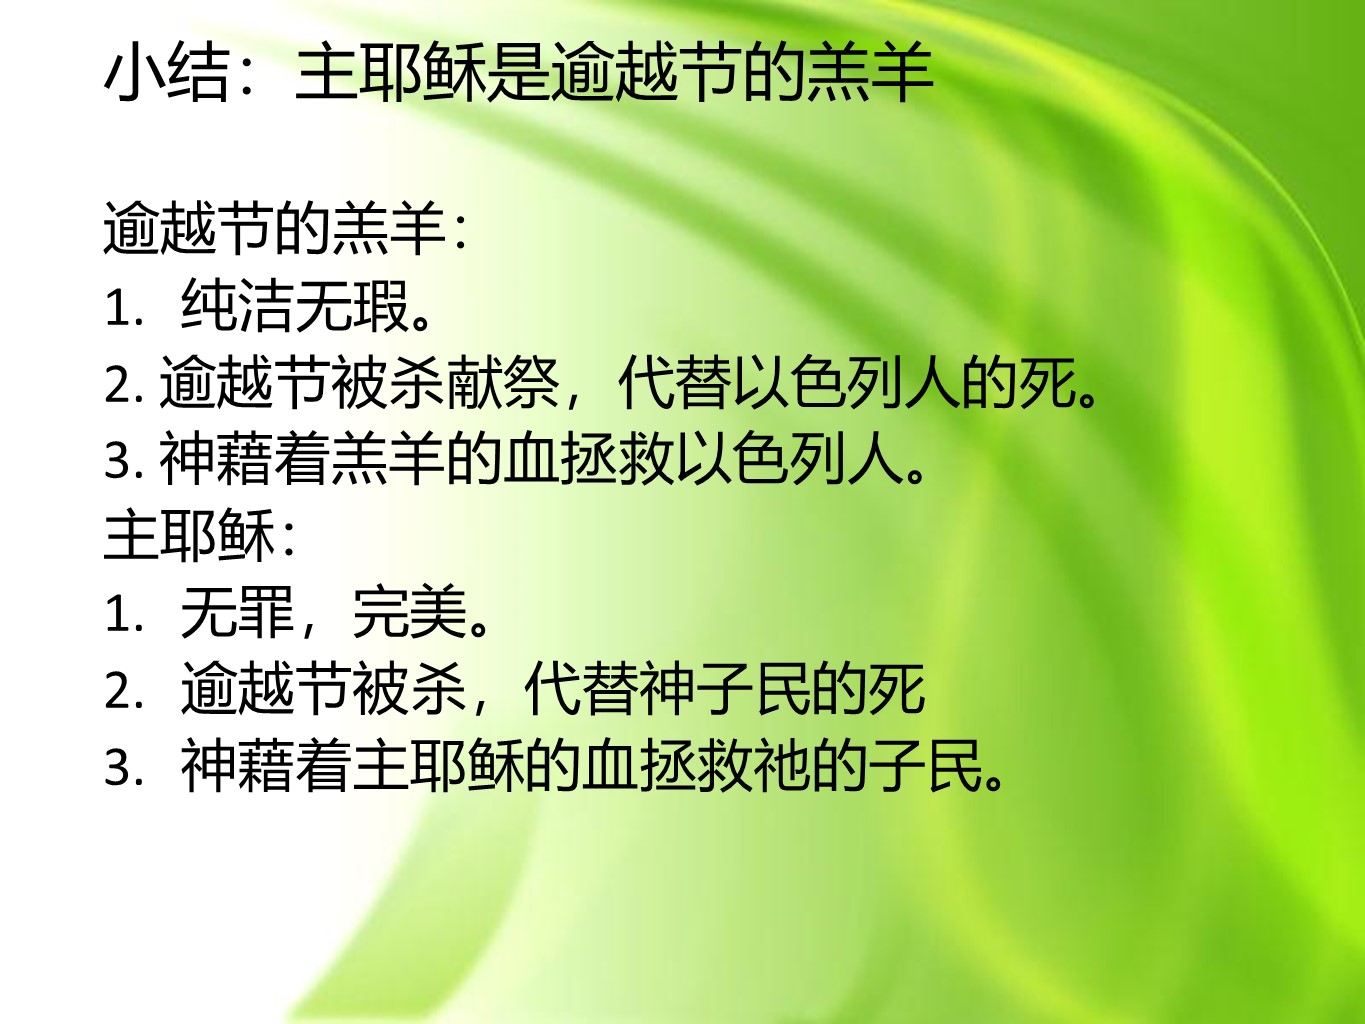 小结：主耶稣是逾越节的羔羊
逾越节的羔羊：
1. 纯洁无瑕。
2. 逾越节被杀献祭，代替以色列人的死。
3. 神藉着羔羊的血拯救以色列人。
主耶稣：
1. 无罪，完美。
2. 逾越节被杀，代替神子民的死
3. 神藉着主耶稣的血拯救祂的子民。